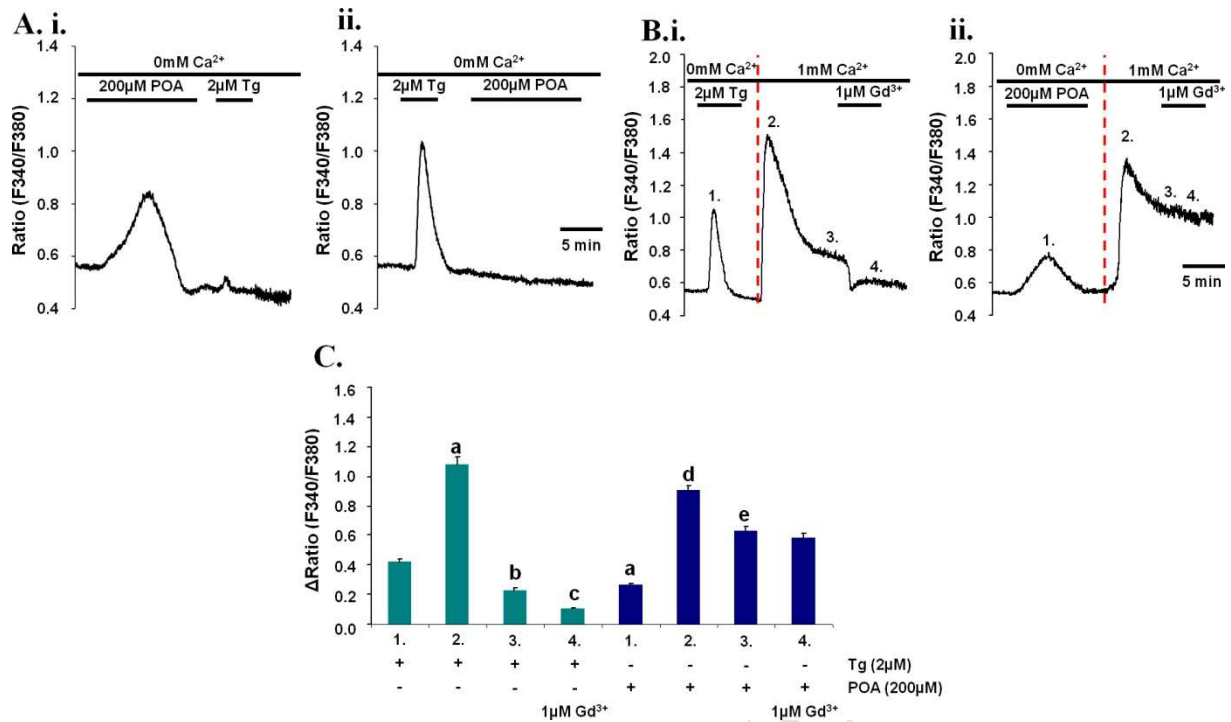 A. i.
ii.
B.i.
ii.
1.4
1.2
1.0
0.8
0.6
0.4
Ratio (F340/F380)
0mM Ca²⁺
200µM POA
2µM Tg
1.4
1.2
1.0
0.8
0.6
0.4
Ratio (F340/F380)
0mM Ca²⁺
2µM Tg
200µM POA
5 min
2.0
1.8
1.6
1.4
1.2
1.0
0.8
0.6
0.4
Ratio (F340/F380)
0mM Ca²⁺
1mM Ca²⁺
2µM Tg
1µM Gd³⁺
1.
2.
3.
4.
2.0
1.8
1.6
1.4
1.2
1.0
0.8
0.6
0.4
Ratio (F340/F380)
0mM Ca²⁺
1mM Ca²⁺
200µM POA
1µM Gd³⁺
1.
2.
3.
4.
5 min
C.
1.6
1.4
1.2
1.0
0.8
0.6
0.4
0.2
0.0
ΔRatio (F340/F380)
a
b
c
a
d
e
1. 2. 3. 4. 1. 2. 3. 4.
+ + + + - - - - Tg (2µM)
- - - - + + + + POA (200µM)
1µM Gd³⁺ 1µM Gd³⁺